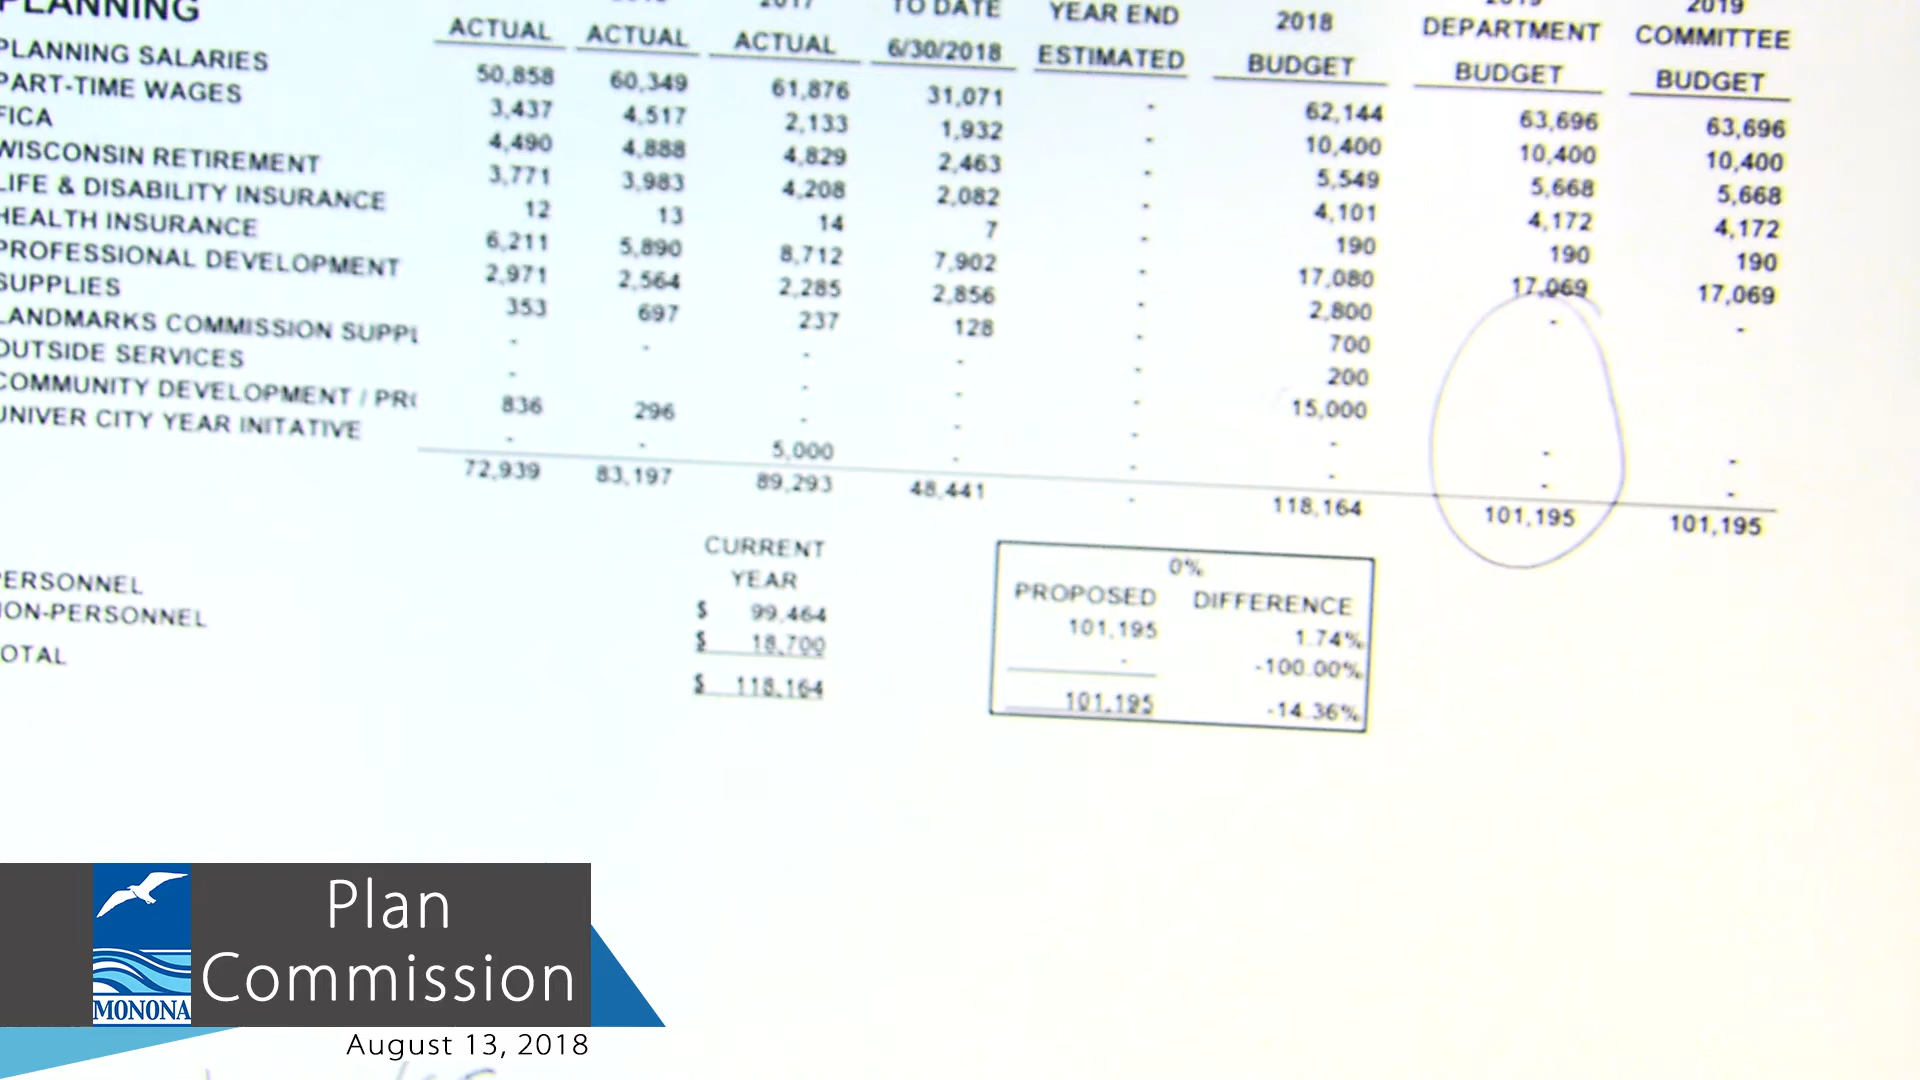 PLANNING
ACTUAL ACTUAL 2017 ACTUAL TO DATE 6/30/2018 YEAR END ESTIMATED 2018 BUDGET 2019 DEPARTMENT BUDGET 2019 COMMITTEE BUDGET
PLANNING SALARIES 50,858 60,349 61,876 31,071 - 62,144 63,696 63,696
PART-TIME WAGES 3,437 4,517 2,133 1,932 - 10,400 10,400 10,400
FICA 4,490 4,888 4,829 2,463 - 5,549 5,668 5,668
WISCONSIN RETIREMENT 3,771 3,983 4,208 2,082 - 4,101 4,172 4,172
LIFE & DISABILITY INSURANCE 12 13 14 7 - 190 190 190
HEALTH INSURANCE 6,211 5,890 8,712 7,902 - 17,080 17,069 17,069
PROFESSIONAL DEVELOPMENT 2,971 2,564 2,285 2,856 - 2,800 - -
SUPPLIES 353 697 237 128 - 700
LANDMARKS COMMISSION SUPPL - - - - - 200
OUTSIDE SERVICES - - - - 15,000
COMMUNITY DEVELOPMENT / PRO 836 296 - - - - - -
UNIVER CITY YEAR INITATIVE - - 5,000 - - - - -
72,939 83,197 89,293 48,441 - 118,164 101,195 101,195
CURRENT
YEAR
0%
PROPOSED DIFFERENCE
PERSONNEL $ 99,464 101,195 1.74%
NON-PERSONNEL $ 18,700 - -100.00%
TOTAL $ 118,164 101,195 -14.36%
Plan
Commission
MONONA
August 13, 2018